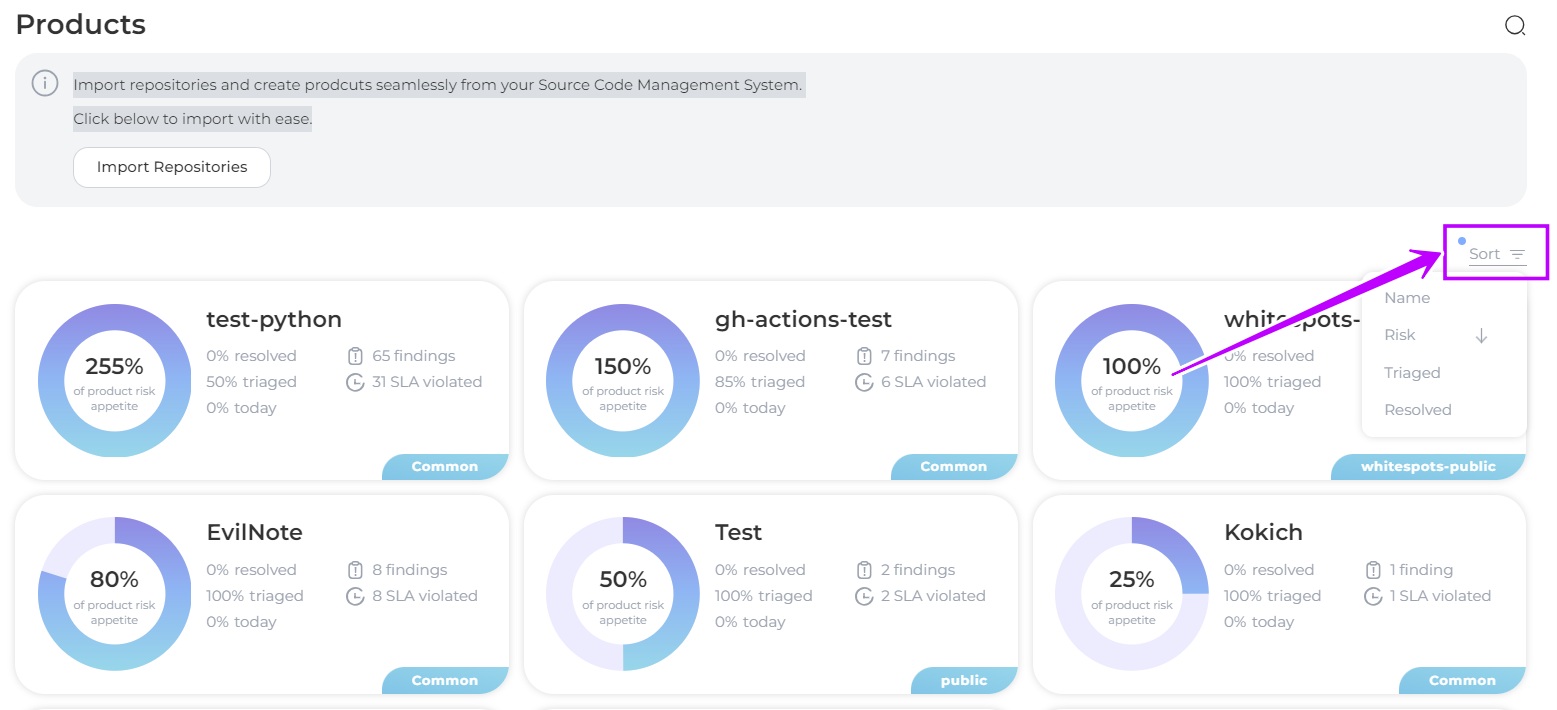 Products
Import repositories and create prodcuts seamlessly from your Source Code Management System.
Click below to import with ease.
Import Repositories
Sort
Name
Risk
Triaged
Resolved
test-python
255%
of product risk
appetite
0% resolved
50% triaged
0% today
65 findings
31 SLA violated
Common
gh-actions-test
150%
of product risk
appetite
0% resolved
85% triaged
0% today
7 findings
6 SLA violated
Common
whitespots-
100%
of product risk
appetite
0% resolved
100% triaged
0% today
whitespots-public
EvilNote
80%
of product risk
appetite
0% resolved
100% triaged
0% today
8 findings
8 SLA violated
Common
Test
50%
of product risk
appetite
0% resolved
100% triaged
0% today
2 findings
2 SLA violated
public
Kokich
25%
of product risk
appetite
0% resolved
100% triaged
0% today
1 finding
1 SLA violated
Common